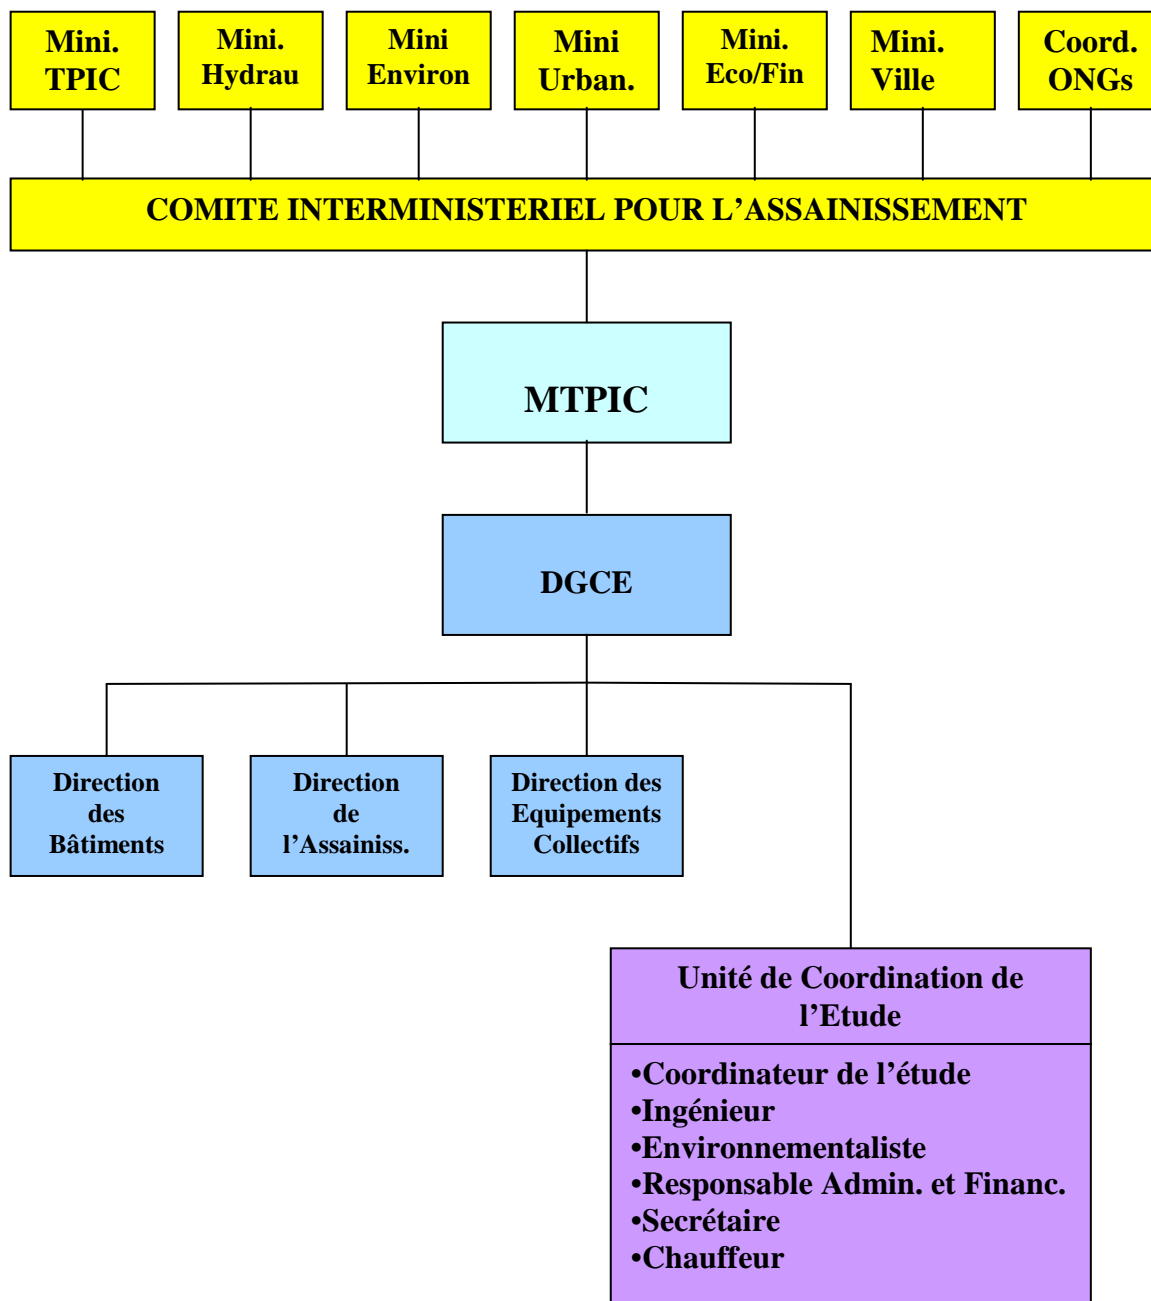 Mini.
TPIC
Mini.
Hydrau
Mini
Environ
Mini
Urban.
Mini.
Eco/Fin
Mini.
Ville
Coord.
ONGs
COMITE INTERMINISTERIEL POUR L’ASSAINISSEMENT
MTPIC
DGCE
Direction
des
Bâtiments
Direction
de
l’Assainiss.
Direction des
Equipements
Collectifs
Unité de Coordination de
l’Etude
•Coordinateur de l’étude
•Ingénieur
•Environnementaliste
•Responsable Admin. et Financ.
•Secrétaire
•Chauffeur